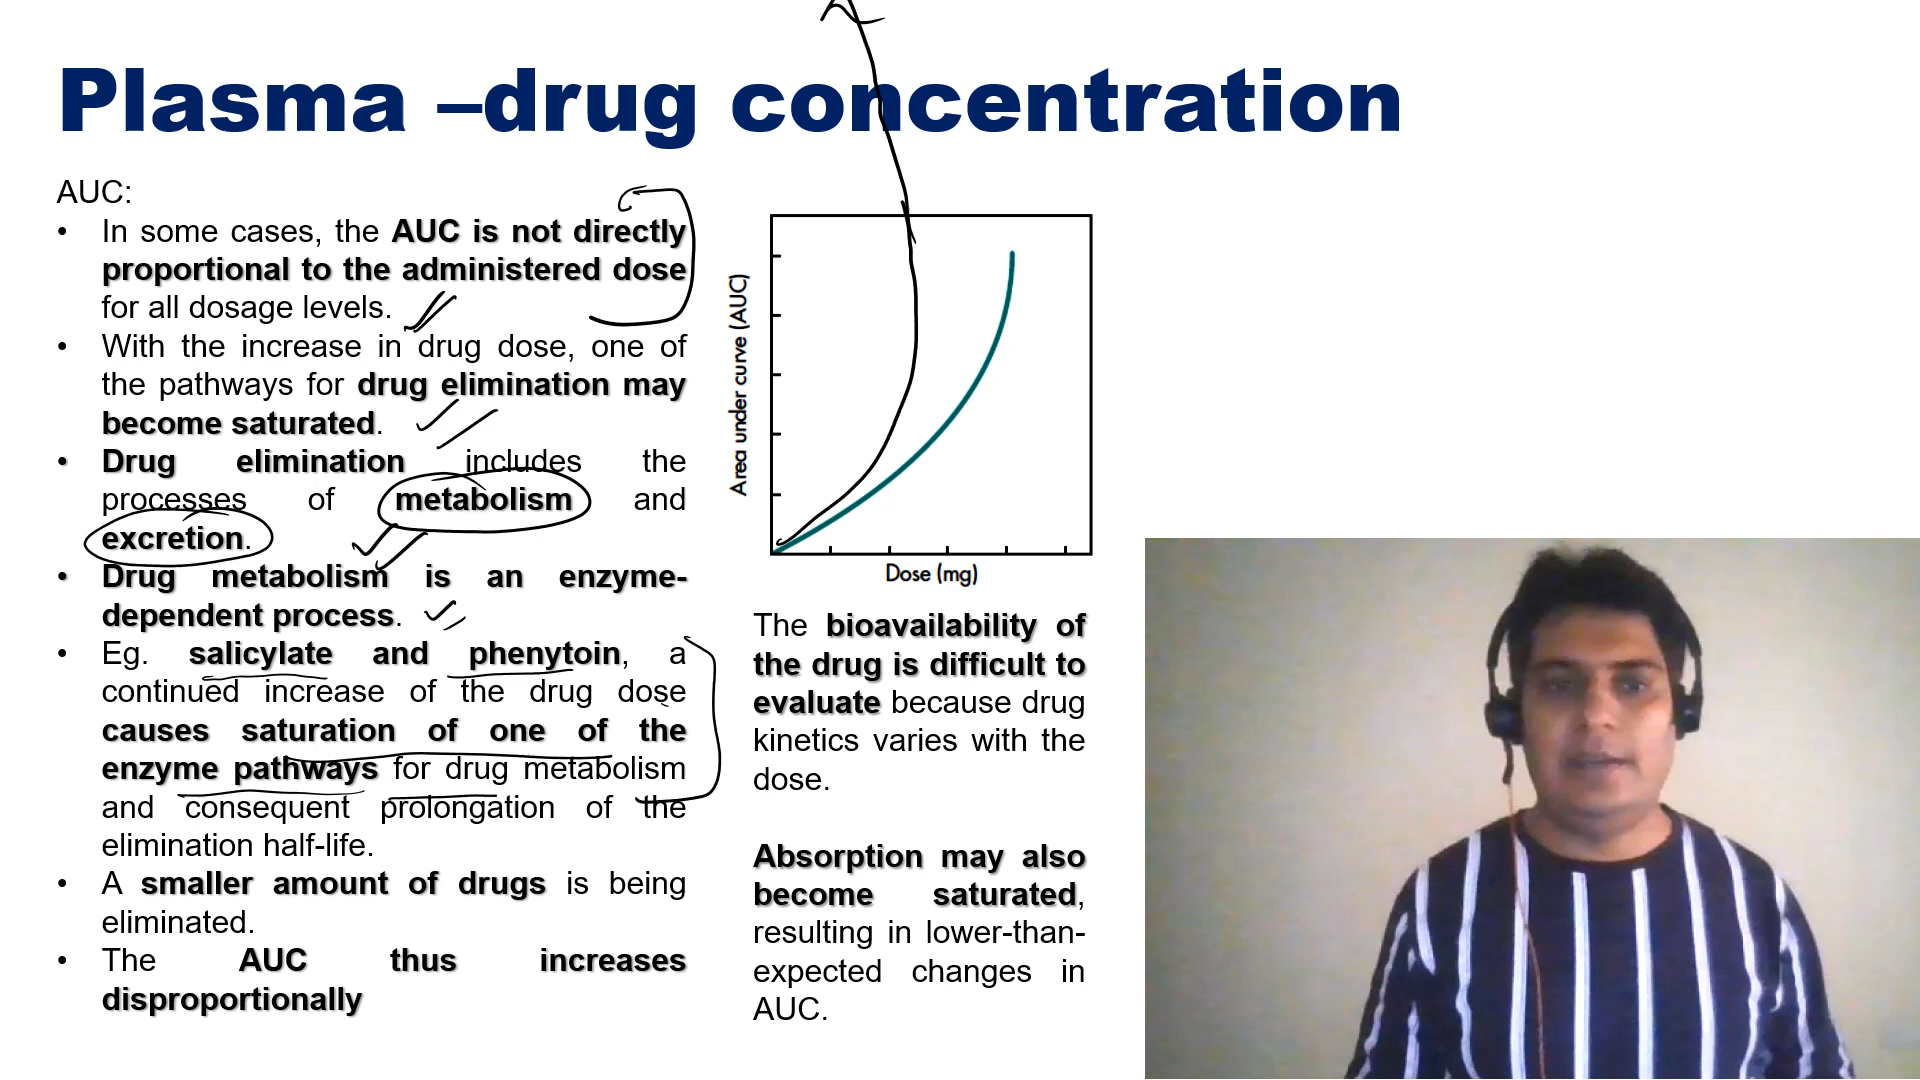 Plasma –drug concentration
AUC:
• In some cases, the AUC is not directly
proportional to the administered dose
for all dosage levels.
• With the increase in drug dose, one of
the pathways for drug elimination may
become saturated.
• Drug elimination includes the
processes of metabolism and
excretion.
• Drug metabolism is an enzyme-
dependent process.
• Eg. salicylate and phenytoin, a
continued increase of the drug dose
causes saturation of one of the
enzyme pathways for drug metabolism
and consequent prolongation of the
elimination half-life.
• A smaller amount of drugs is being
eliminated.
• The AUC thus increases
disproportionally
Area under curve (AUC)
Dose (mg)
The bioavailability of
the drug is difficult to
evaluate because drug
kinetics varies with the
dose.
Absorption may also
become saturated,
resulting in lower-than-
expected changes in
AUC.